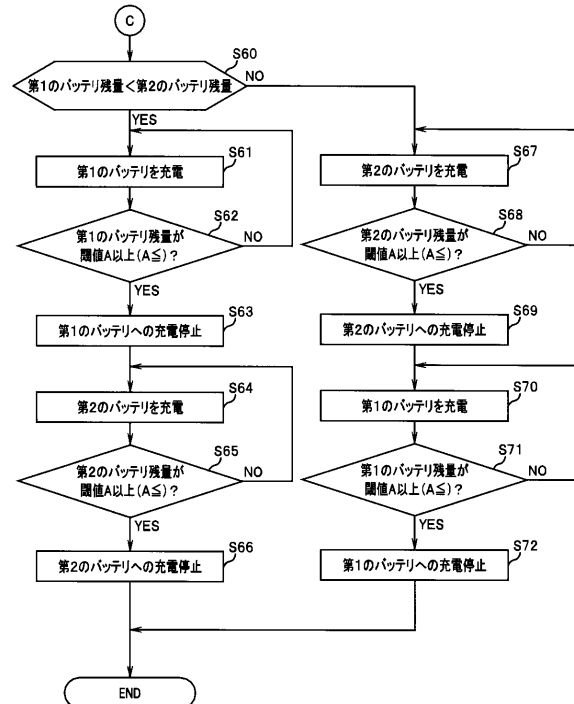 C
S60
第1のバッテリ残量<第2のバッテリ残量
NO
YES
S61
第1のバッテリを充電
S62
第1のバッテリ残量が
閾値A以上(A≦)?
NO
YES
S63
第1のバッテリへの充電停止
S64
第2のバッテリを充電
S65
第2のバッテリ残量が
閾値A以上(A≦)?
NO
YES
S66
第2のバッテリへの充電停止
S67
第2のバッテリを充電
S68
第2のバッテリ残量が
閾値A以上(A≦)?
NO
YES
S69
第2のバッテリへの充電停止
S70
第1のバッテリを充電
S71
第1のバッテリ残量が
閾値A以上(A≦)?
NO
YES
S72
第1のバッテリへの充電停止
END